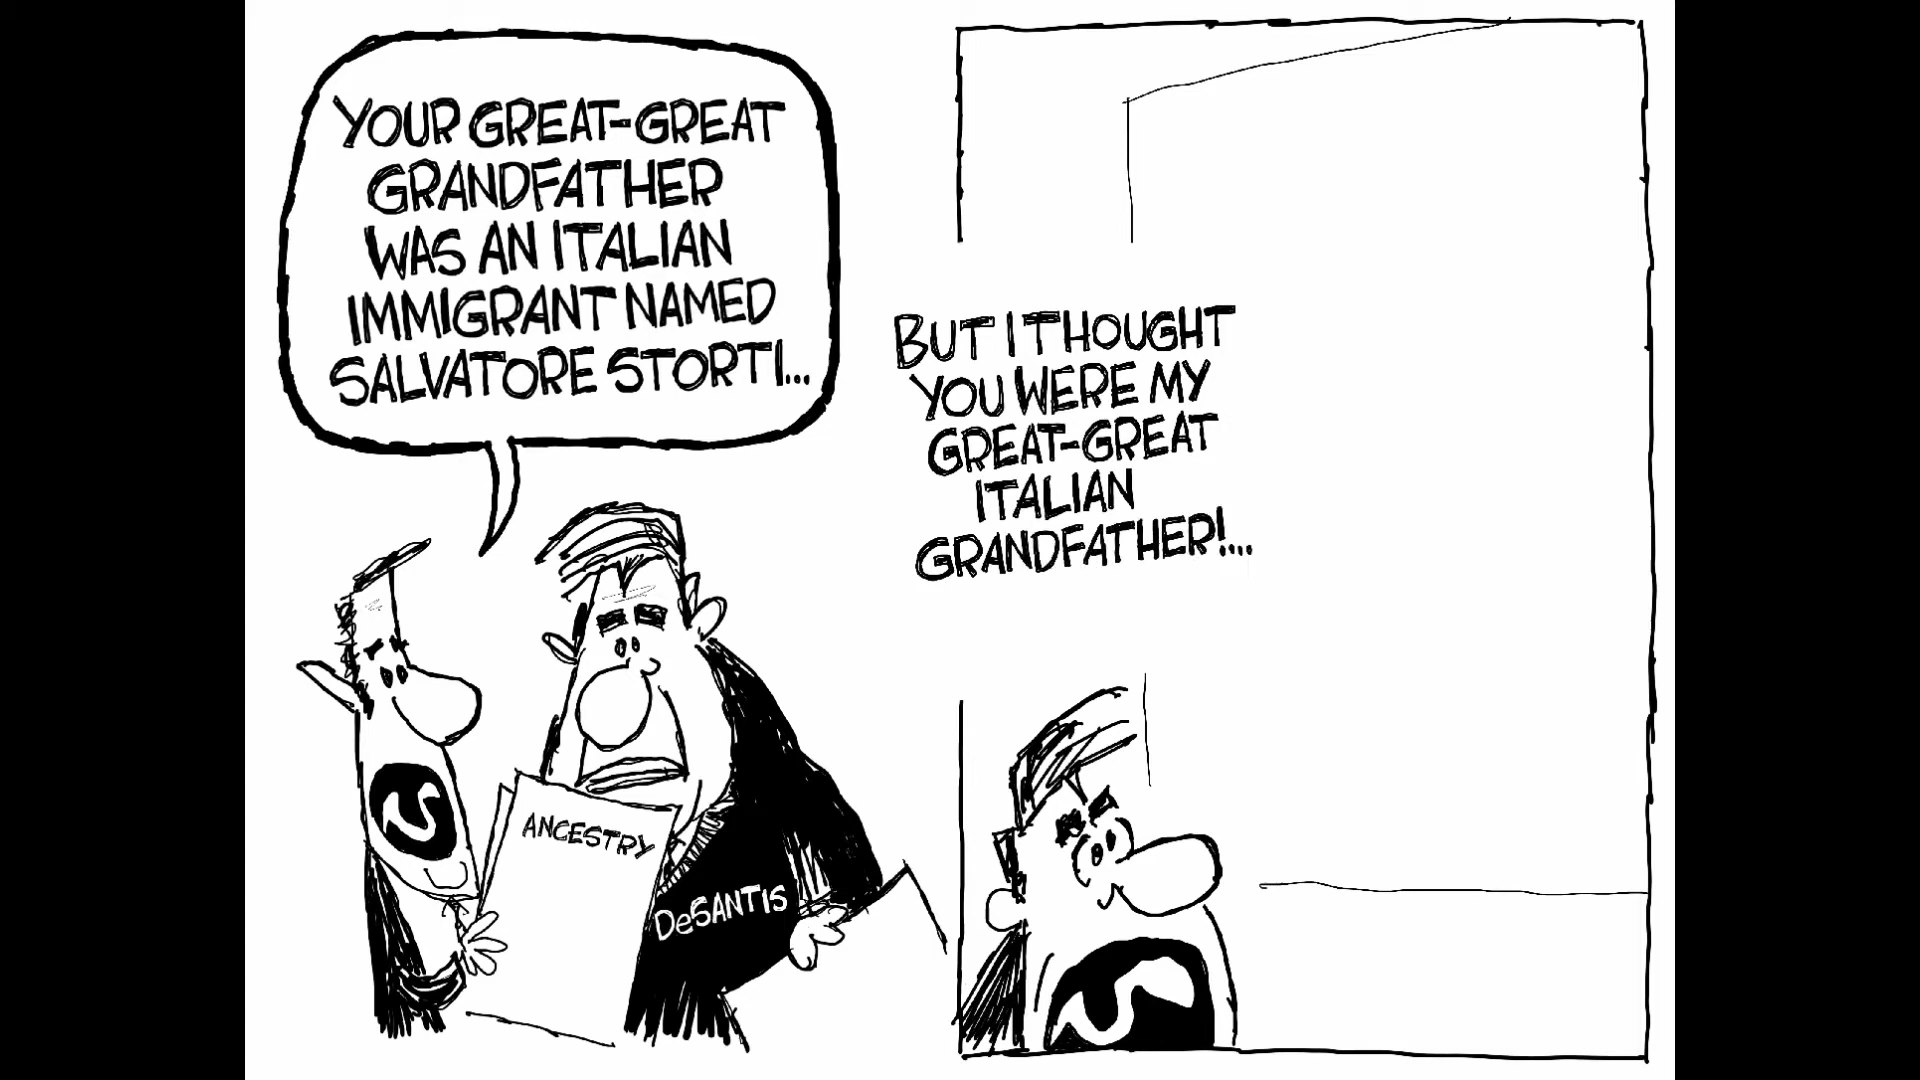 YOUR GREAT-GREAT
GRANDFATHER
WAS AN ITALIAN
IMMIGRANT NAMED
SALVATORE STORTI...
ANCESTRY
DeSANTIS
BUT I THOUGHT
YOU WERE MY
GREAT-GREAT
ITALIAN
GRANDFATHER!....